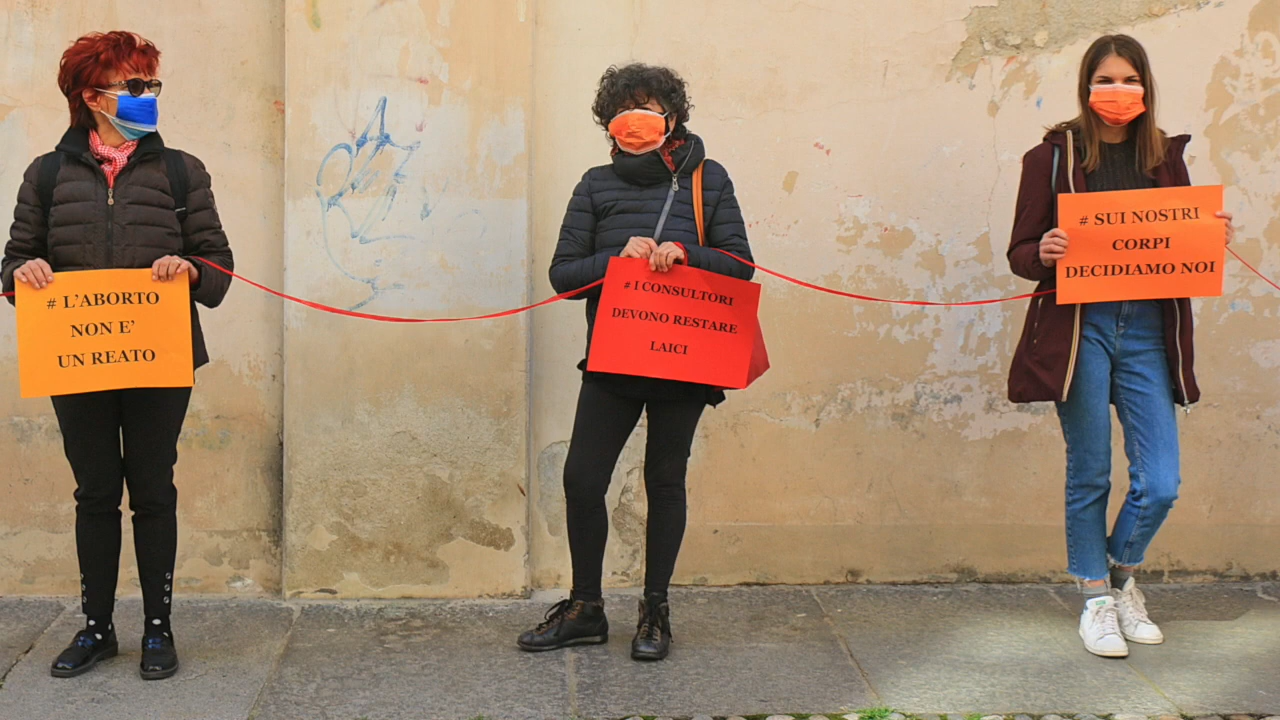 # L'ABORTO
NON E'
UN REATO
# I CONSULTORI
DEVONO RESTARE
LAICI
# SUI NOSTRI
CORPI
DECIDIAMO NOI